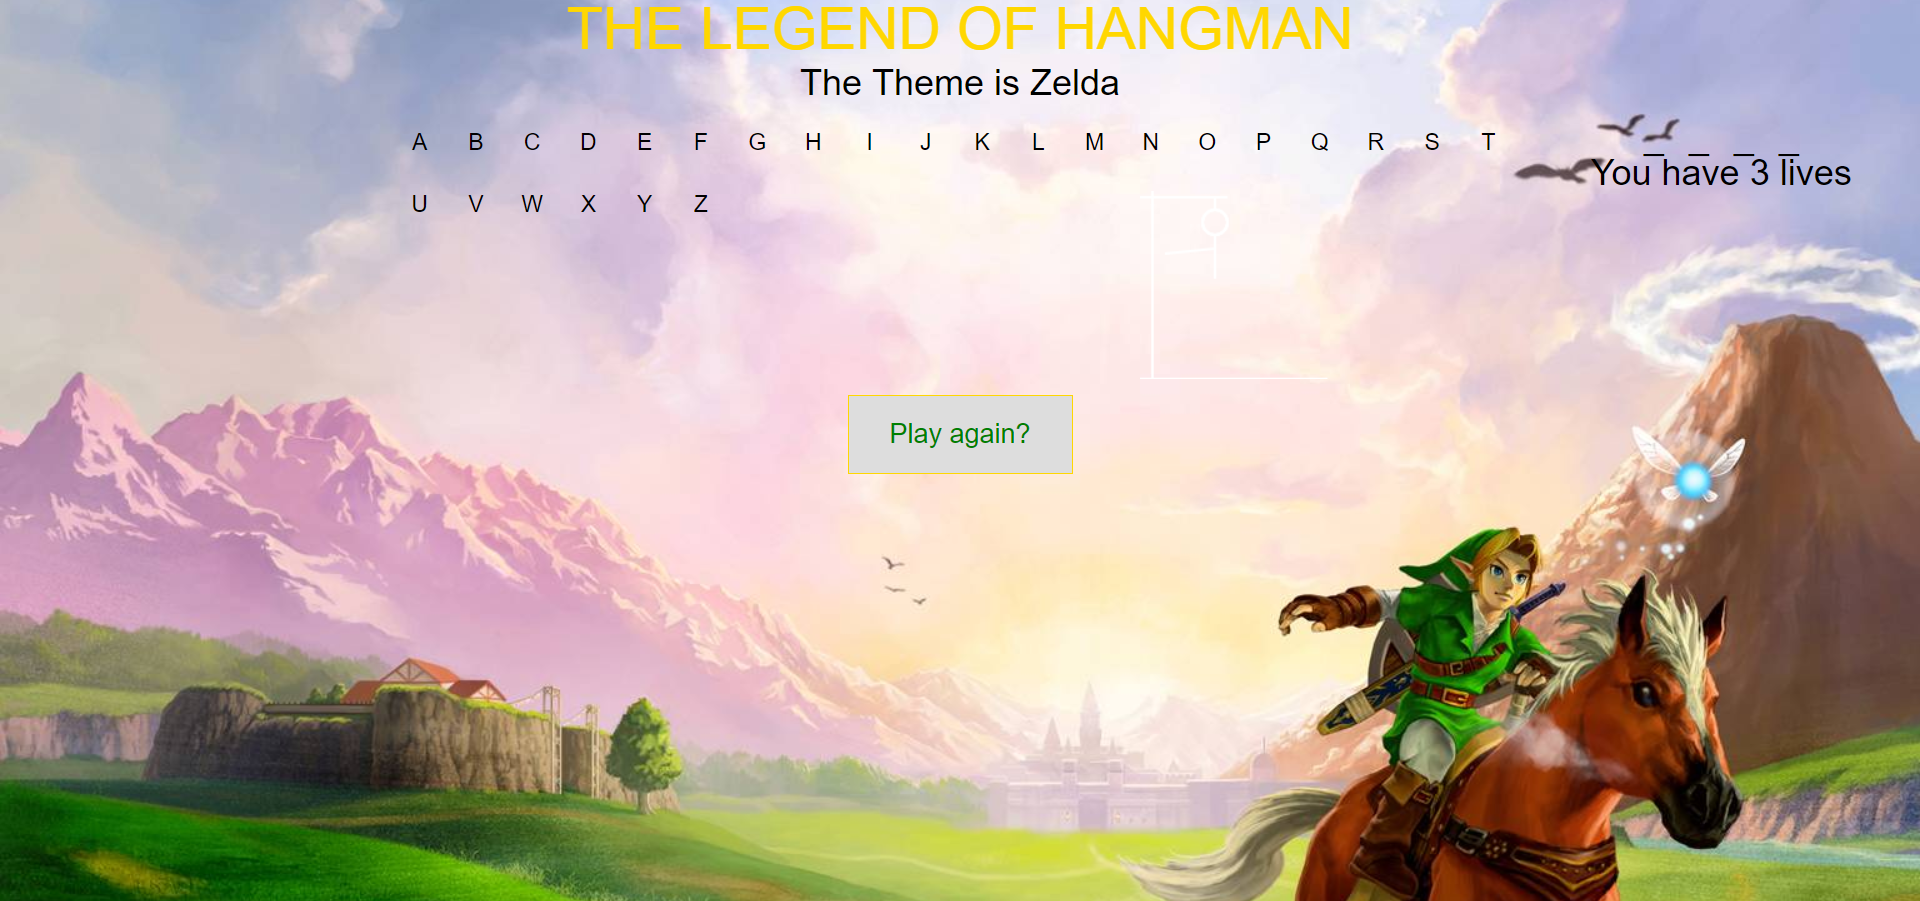 THE LEGEND OF HANGMAN
The Theme is Zelda
A B C D E F G H I J K L M N O P Q R S T
U V W X Y Z
_ _ _ _
You have 3 lives
Play again?